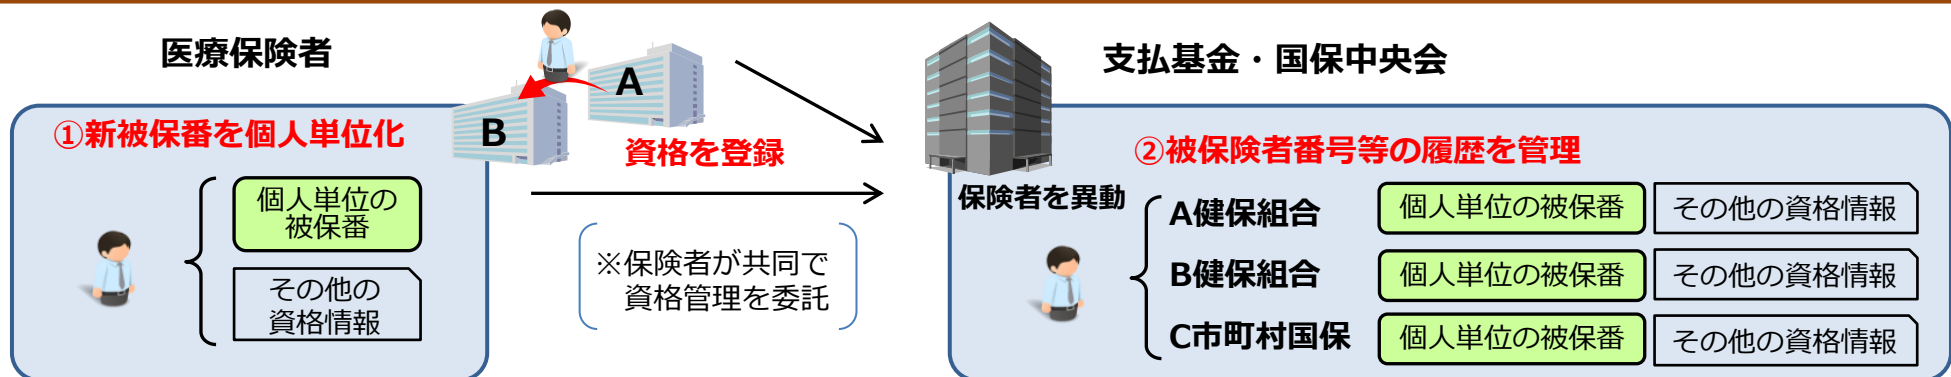 医療保険者
A
B
①新被保番を個人単位化
個人単位の
被保番
その他の
資格情報
資格を登録
※保険者が共同で
資格管理を委託
支払基金・国保中央会
②被保険者番号等の履歴を管理
保険者を異動
A健保組合 個人単位の被保番 その他の資格情報
B健保組合 個人単位の被保番 その他の資格情報
C市町村国保 個人単位の被保番 その他の資格情報